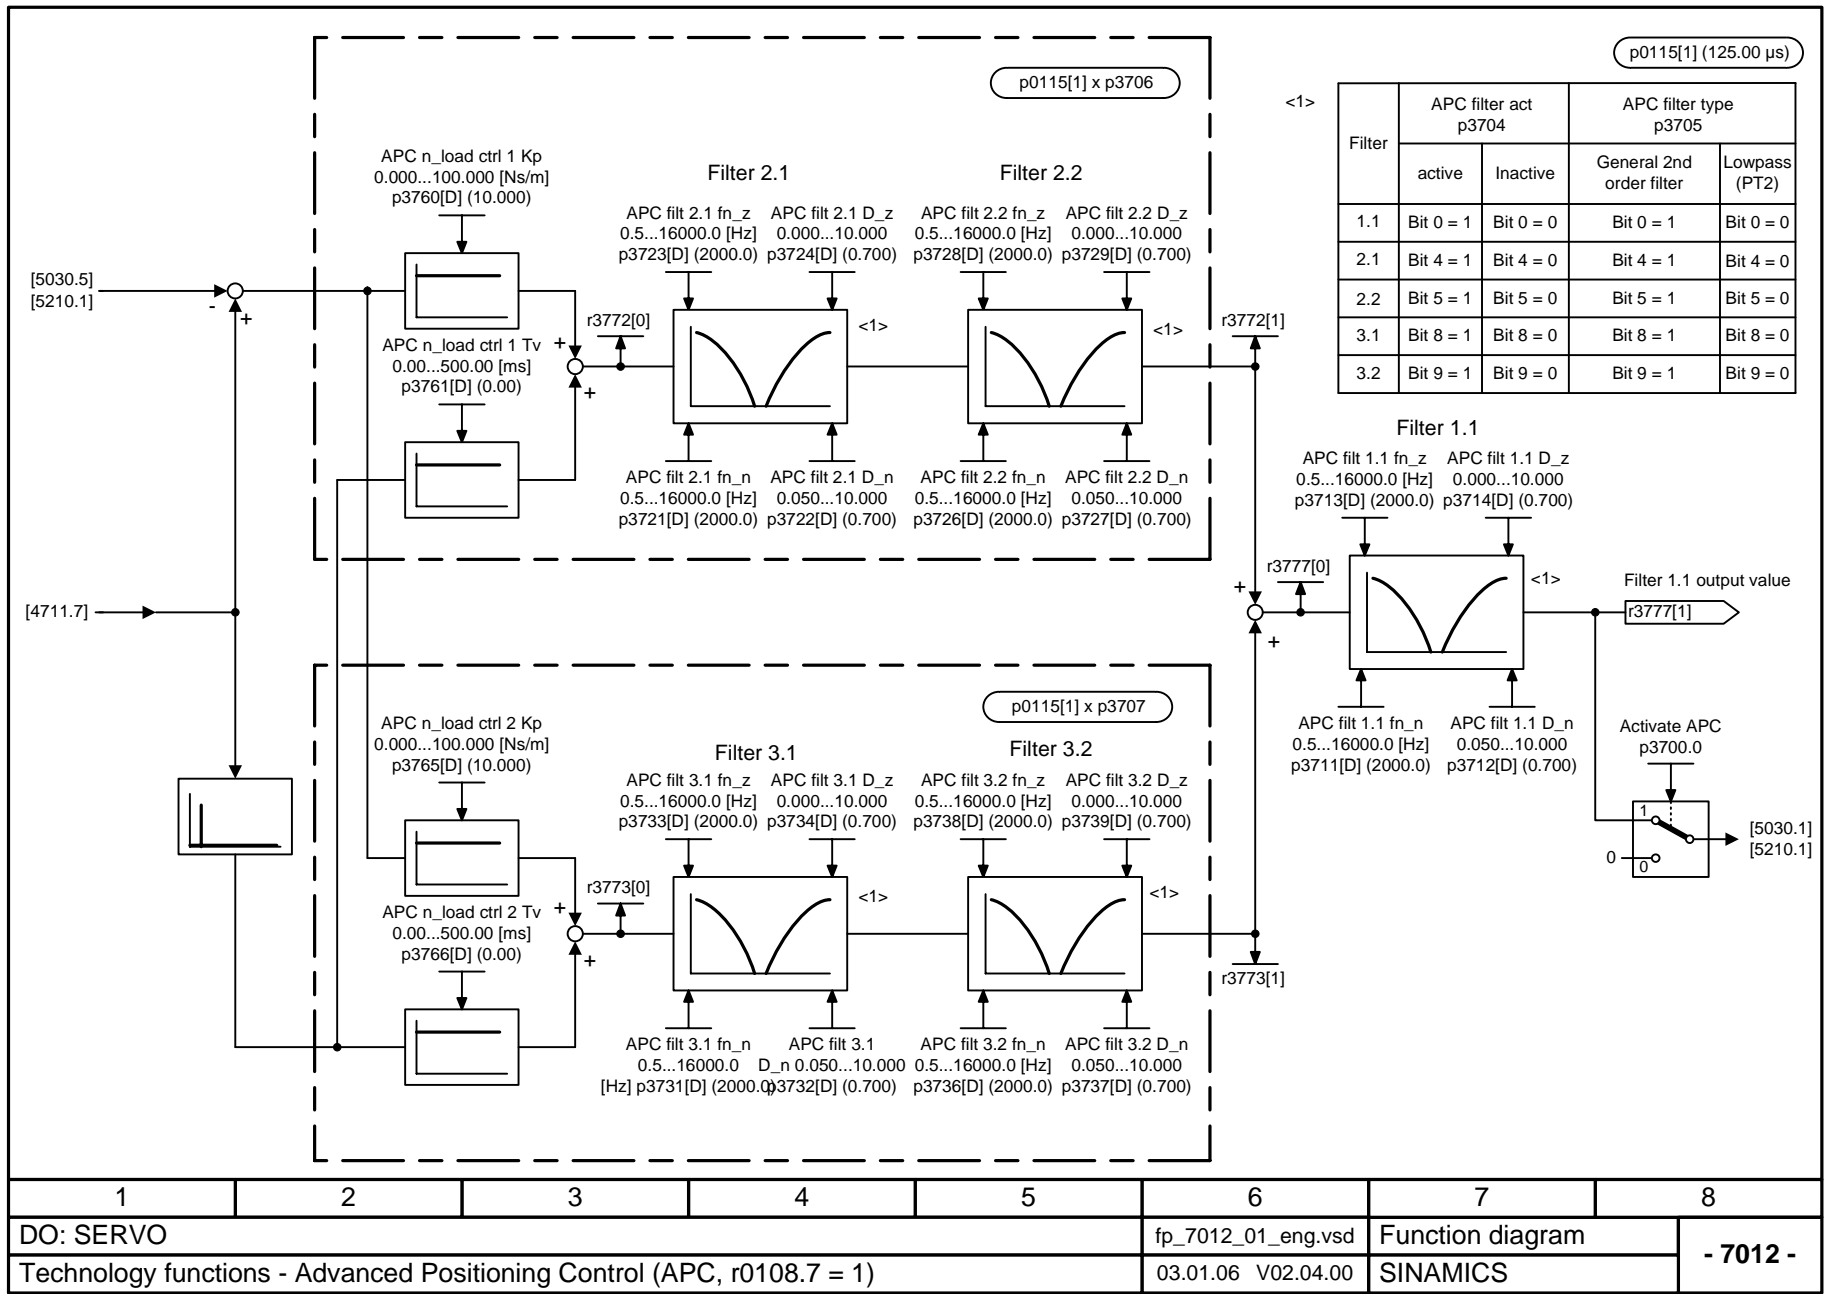 p0115[1] (125.00 µs)
p0115[1] x p3706
<1>
Filter
APC filter act
p3704
APC filter type
p3705
active
Inactive
General 2nd
order filter
Lowpass
(PT2)
1.1 Bit 0 = 1 Bit 0 = 0 Bit 0 = 1 Bit 0 = 0
2.1 Bit 4 = 1 Bit 4 = 0 Bit 4 = 1 Bit 4 = 0
2.2 Bit 5 = 1 Bit 5 = 0 Bit 5 = 1 Bit 5 = 0
3.1 Bit 8 = 1 Bit 8 = 0 Bit 8 = 1 Bit 8 = 0
3.2 Bit 9 = 1 Bit 9 = 0 Bit 9 = 1 Bit 9 = 0
APC n_load ctrl 1 Kp
0.000...100.000 [Ns/m]
p3760[D] (10.000)
Filter 2.1
Filter 2.2
APC filt 2.1 fn_z
0.5...16000.0 [Hz]
p3723[D] (2000.0)
APC filt 2.1 D_z
0.000...10.000
p3724[D] (0.700)
APC filt 2.2 fn_z
0.5...16000.0 [Hz]
p3728[D] (2000.0)
APC filt 2.2 D_z
0.000...10.000
p3729[D] (0.700)
[5030.5]
[5210.1]
-
+
APC n_load ctrl 1 Tv
0.00...500.00 [ms]
p3761[D] (0.00)
+
+
r3772[0]
<1>
<1>
r3772[1]
APC filt 2.1 fn_n
0.5...16000.0 [Hz]
p3721[D] (2000.0)
APC filt 2.1 D_n
0.050...10.000
p3722[D] (0.700)
APC filt 2.2 fn_n
0.5...16000.0 [Hz]
p3726[D] (2000.0)
APC filt 2.2 D_n
0.050...10.000
p3727[D] (0.700)
Filter 1.1
APC filt 1.1 fn_z
0.5...16000.0 [Hz]
p3713[D] (2000.0)
APC filt 1.1 D_z
0.000...10.000
p3714[D] (0.700)
[4711.7]
+
+
r3777[0]
<1>
Filter 1.1 output value
r3777[1]
APC filt 1.1 fn_n
0.5...16000.0 [Hz]
p3711[D] (2000.0)
APC filt 1.1 D_n
0.050...10.000
p3712[D] (0.700)
Activate APC
p3700.0
1
0
0
[5030.1]
[5210.1]
p0115[1] x p3707
APC n_load ctrl 2 Kp
0.000...100.000 [Ns/m]
p3765[D] (10.000)
Filter 3.1
Filter 3.2
APC filt 3.1 fn_z
0.5...16000.0 [Hz]
p3733[D] (2000.0)
APC filt 3.1 D_z
0.000...10.000
p3734[D] (0.700)
APC filt 3.2 fn_z
0.5...16000.0 [Hz]
p3738[D] (2000.0)
APC filt 3.2 D_z
0.000...10.000
p3739[D] (0.700)
APC n_load ctrl 2 Tv
0.00...500.00 [ms]
p3766[D] (0.00)
+
+
r3773[0]
<1>
<1>
r3773[1]
APC filt 3.1 fn_n
0.5...16000.0
[Hz] p3731[D] (2000.0)
APC filt 3.1
D_n 0.050...10.000
p3732[D] (0.700)
APC filt 3.2 fn_n
0.5...16000.0 [Hz]
p3736[D] (2000.0)
APC filt 3.2 D_n
0.050...10.000
p3737[D] (0.700)
1 2 3 4 5 6 7 8
DO: SERVO
fp_7012_01_eng.vsd
Function diagram
- 7012 -
Technology functions - Advanced Positioning Control (APC, r0108.7 = 1)
03.01.06 V02.04.00
SINAMICS